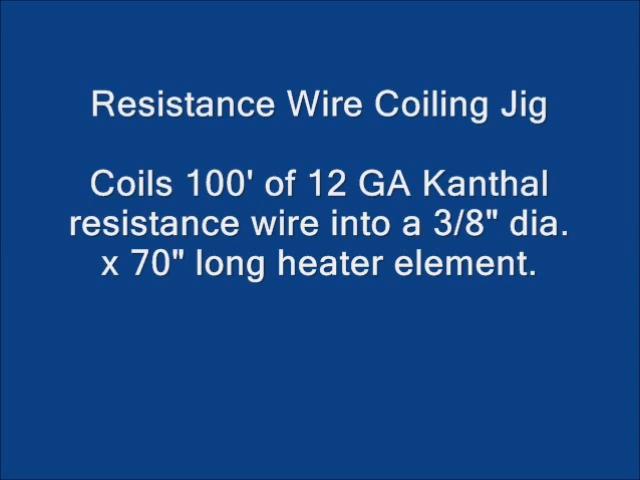 Resistance Wire Coiling Jig
Coils 100' of 12 GA Kanthal
resistance wire into a 3/8" dia.
x 70" long heater element.